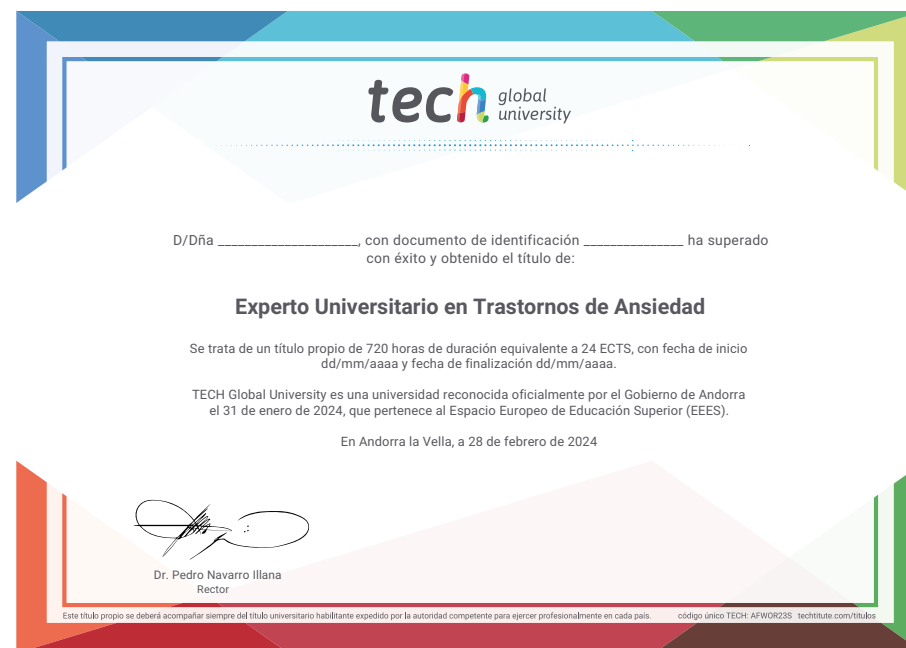 tech global
university
D/Dña _____________________, con documento de identificación _______________ ha superado
con éxito y obtenido el título de:
Experto Universitario en Trastornos de Ansiedad
Se trata de un título propio de 720 horas de duración equivalente a 24 ECTS, con fecha de inicio
dd/mm/aaaa y fecha de finalización dd/mm/aaaa.
TECH Global University es una universidad reconocida oficialmente por el Gobierno de Andorra
el 31 de enero de 2024, que pertenece al Espacio Europeo de Educación Superior (EEES).
En Andorra la Vella, a 28 de febrero de 2024
Dr. Pedro Navarro Illana
Rector
Este título propio se deberá acompañar siempre del título universitario habilitante expedido por la autoridad competente para ejercer profesionalmente en cada país. código único TECH: AFWOR23S techtitute.com/titulos